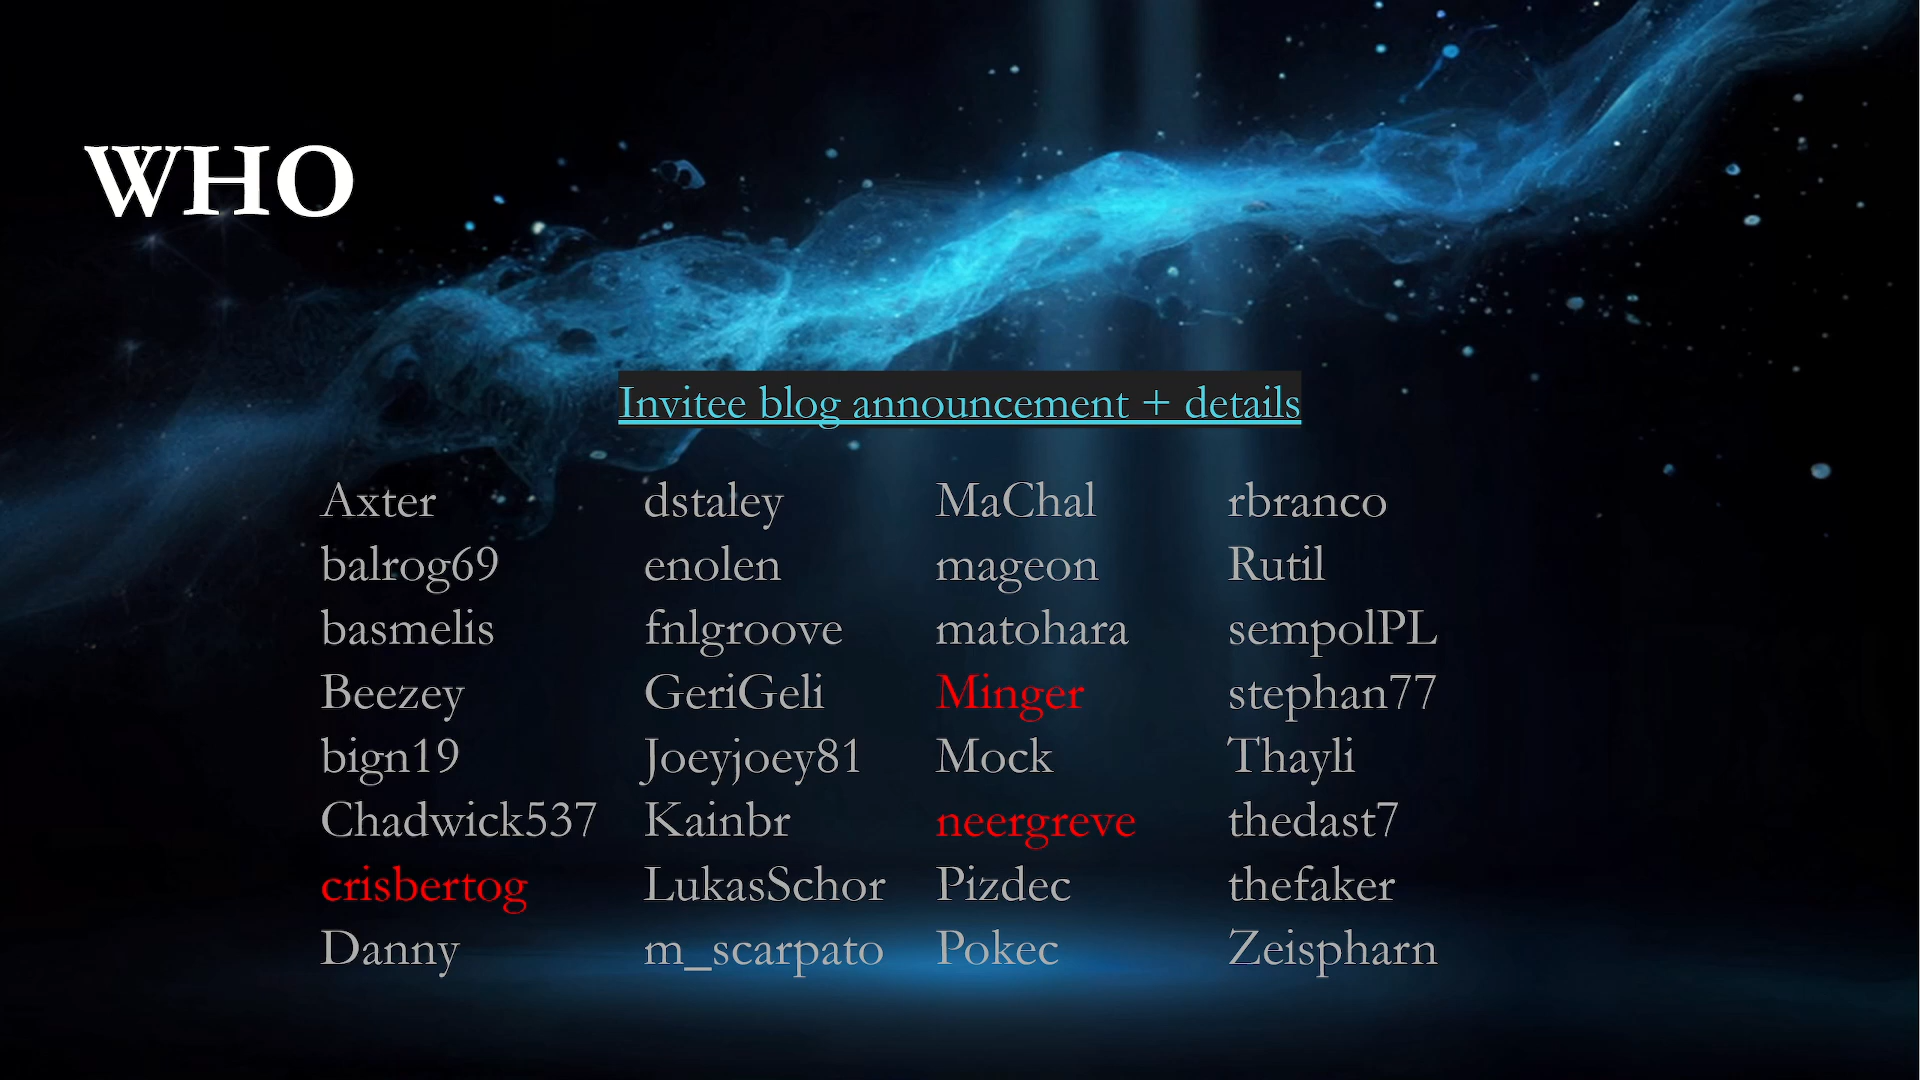 WHO
Invitee blog announcement + details
Axter
balrog69
basmelis
Beezey
bign19
Chadwick537
crisbertog
Danny
dstaley
enolen
fnlgroove
GeriGeli
Joeyjoey81
Kainbr
LukasSchor
m_scarpato
MaChal
mageon
matohara
Minger
Mock
neergreve
Pizdec
Pokec
rbranco
Rutil
sempolPL
stephan77
Thayli
thedast7
thefaker
Zeispharn